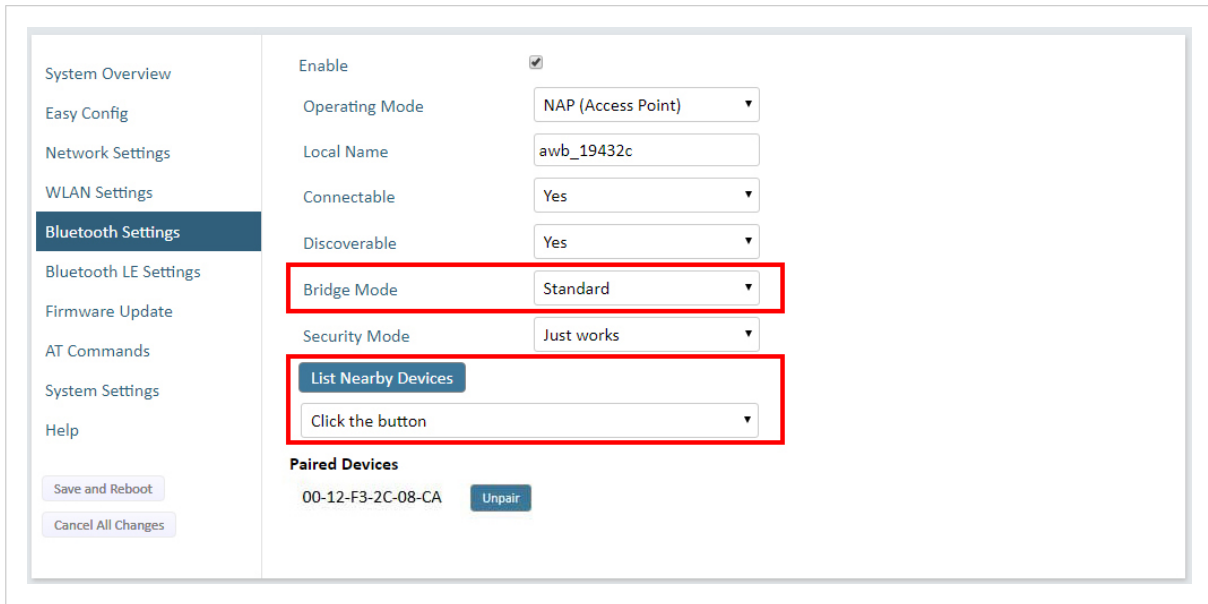 System Overview
Easy Config
Network Settings
WLAN Settings
Bluetooth Settings
Bluetooth LE Settings
Firmware Update
AT Commands
System Settings
Help
Save and Reboot
Cancel All Changes
Enable
Operating Mode NAP (Access Point)
Local Name awb_19432c
Connectable Yes
Discoverable Yes
Bridge Mode Standard
Security Mode Just works
List Nearby Devices
Click the button
Paired Devices
00-12-F3-2C-08-CA Unpair